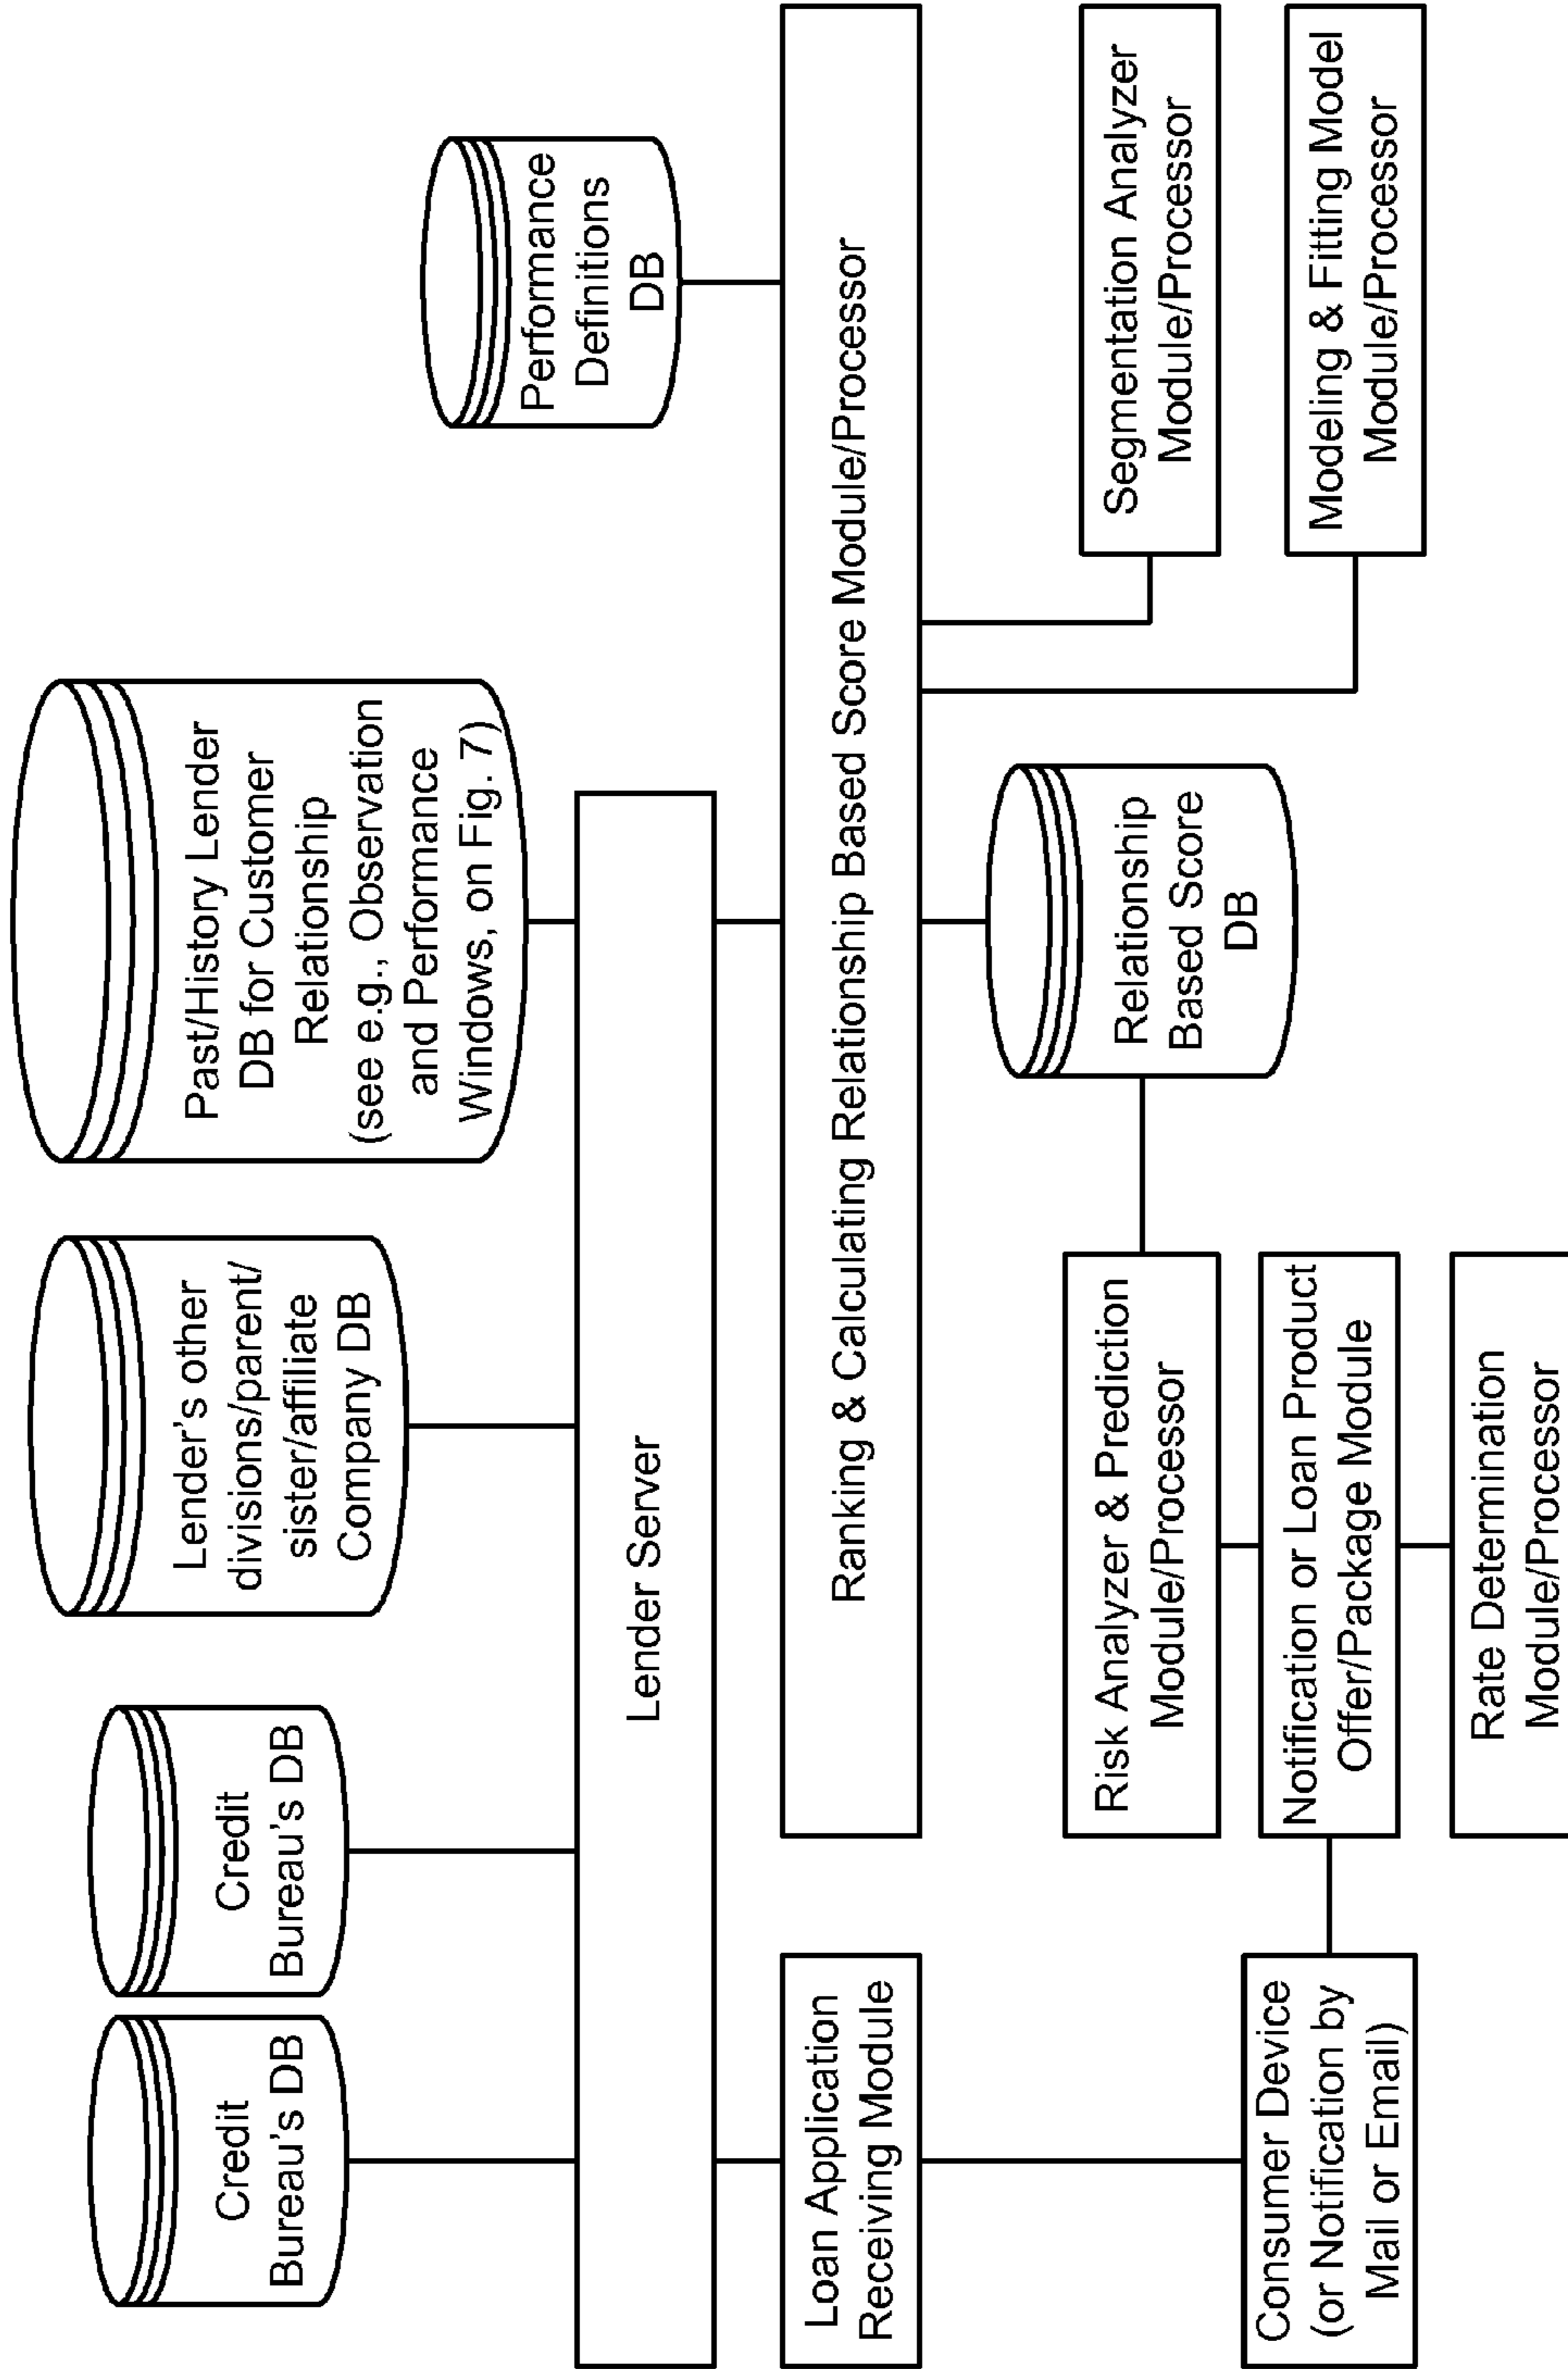 Credit
Bureau's DB
Credit
Bureau's DB
Lender's other
divisions/parent/
sister/affiliate
Company DB
Past/History Lender
DB for Customer
Relationship
(see e.g., Observation
and Performance
Windows, on Fig. 7)
Performance
Definitions
DB
Lender Server
Loan Application
Receiving Module
Ranking & Calculating Relationship Based Score Module/Processor
Consumer Device
(or Notification by
Mail or Email)
Risk Analyzer & Prediction
Module/Processor
Notification or Loan Product
Offer/Package Module
Rate Determination
Module/Processor
Relationship
Based Score
DB
Segmentation Analyzer
Module/Processor
Modeling & Fitting Model
Module/Processor